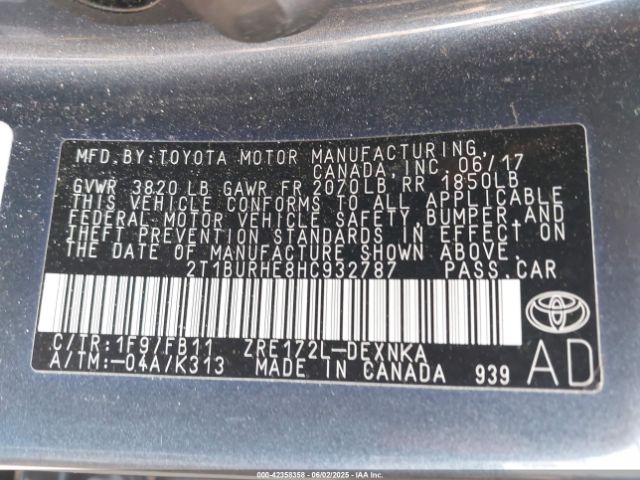 MFD.BY:TOYOTA MOTOR MANUFACTURING,
CANADA,INC. 06/17
GVWR 3820 LB GAWR FR 2070LB RR 1850LB
THIS VEHICLE CONFORMS TO ALL APPLICABLE
FEDERAL MOTOR VEHICLE SAFETY,BUMPER,AND
THEFT PREVENTION STANDARDS IN EFFECT ON
THE DATE OF MANUFACTURE SHOWN ABOVE.
2T1BURHE8HC932787 PASS.CAR
C/TR:1F9/FB11 ZRE172L-DEXNKA
A/TM:-04A/K313 MADE IN CANADA 939
AD
000-42358358 | 06/02/2025 | IAAI.COM